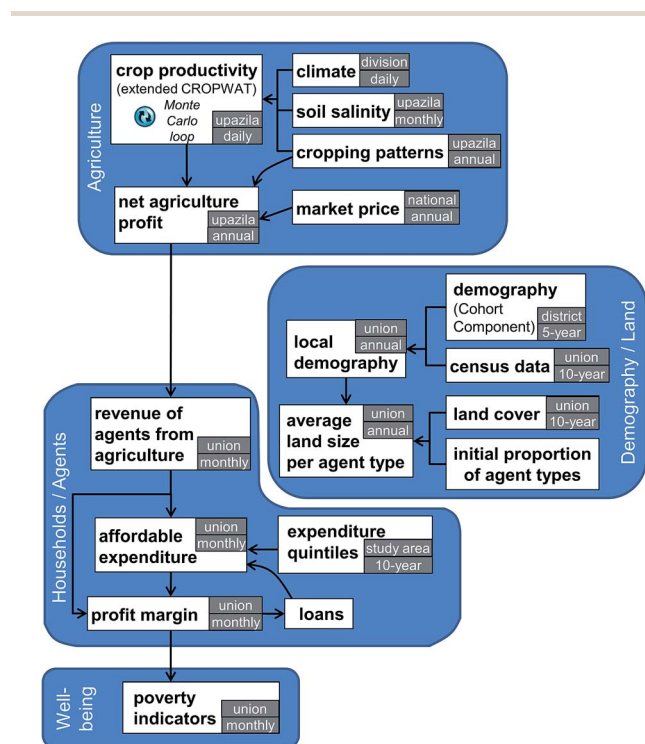 Agriculture
crop productivity
(extended CROPWAT)
Monte
Carlo
loop
upazila
daily
climate
division
daily
soil salinity
upazila
monthly
cropping patterns
upazila
annual
net agriculture
profit
upazila
annual
market price
national
annual
Demography / Land
demography
(Cohort
Component)
district
5-year
local
demography
union
annual
census data
union
10-year
average
land size
per agent type
union
annual
land cover
union
10-year
initial proportion
of agent types
Households / Agents
revenue of
agents from
agriculture
union
monthly
affordable
expenditure
union
monthly
expenditure
quintiles
study area
10-year
profit margin
union
monthly
loans
Well-
being
poverty
indicators
union
monthly